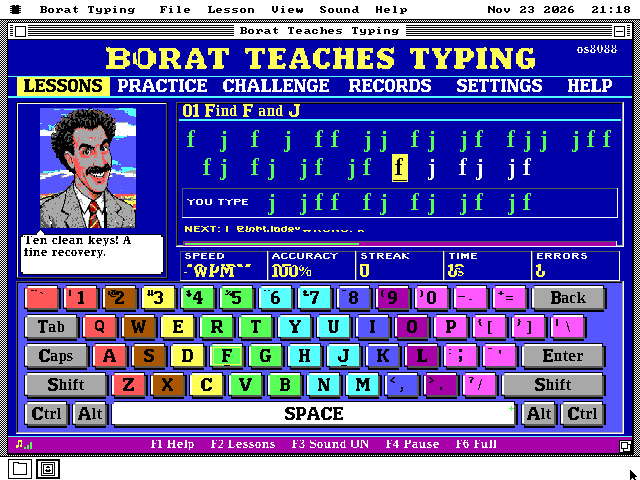 Borat Typing File Lesson View Sound Help Nov 23 2026 21:18
Borat Teaches Typing
BORAT TEACHES TYPING
os8088
LESSONS PRACTICE CHALLENGE RECORDS SETTINGS HELP
01 Find F and J
f j f j ff jj fj jf fjj jff
fj fj jf jf f j fj jf
YOU TYPE j jf fj fj jf jf
Ten clean keys! A
fine recovery.
NEXT:
SPEED ACCURACY STREAK TIME ERRORS
WPM 100% 0
1 2 3 4 5 6 7 8 9 0 - = Back
Tab Q W E R T Y U I O P [ ] \
Caps A S D F G H J K L ; ' Enter
Shift Z X C V B N M , . / Shift
Ctrl Alt SPACE Alt Ctrl
F1 Help F2 Lessons F3 Sound ON F4 Pause F6 Full